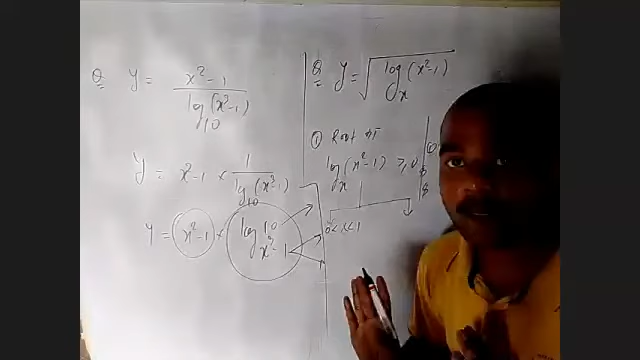 Q y = x²-1 / log₁₀(x²-1)
y = x²-1 × 1 / log₁₀(x²-1)
y = x²-1 × log_{x²-1} 10
Q y = √log_x(x²-1)
① Root
log_x(x²-1) ≥ 0
0<x<1